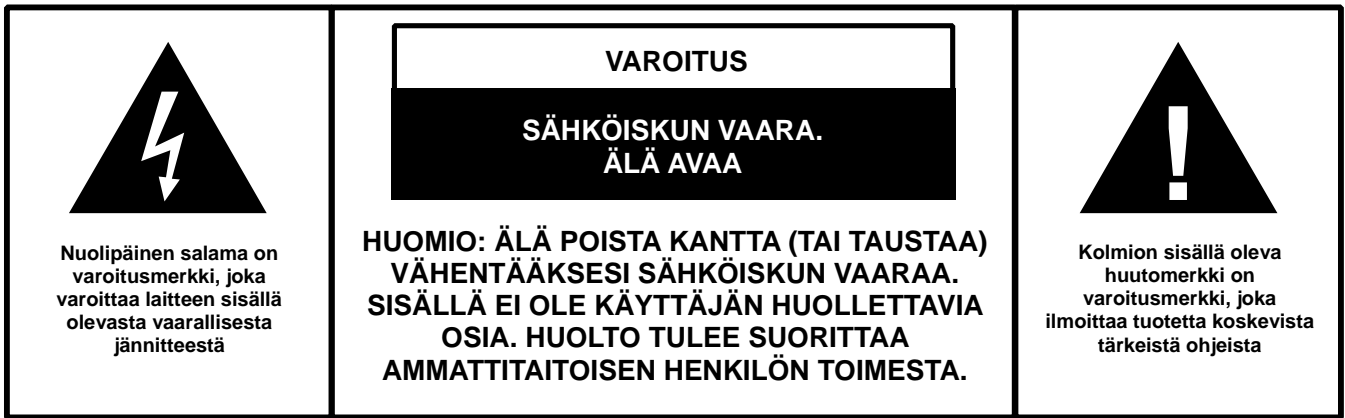 Nuolipäinen salama on
varoitusmerkki, joka
varoittaa laitteen sisällä
olevasta vaarallisesta
jännitteestä
VAROITUS
SÄHKÖISKUN VAARA.
ÄLÄ AVAA
HUOMIO: ÄLÄ POISTA KANTTA (TAI TAUSTAA)
VÄHENTÄÄKSESI SÄHKÖISKUN VAARAA.
SISÄLLÄ EI OLE KÄYTTÄJÄN HUOLLETTAVIA
OSIA. HUOLTO TULEE SUORITTAA
AMMATTITAITOISEN HENKILÖN TOIMESTA.
!
Kolmion sisällä oleva
huutomerkki on
varoitusmerkki, joka
ilmoittaa tuotetta koskevista
tärkeistä ohjeista